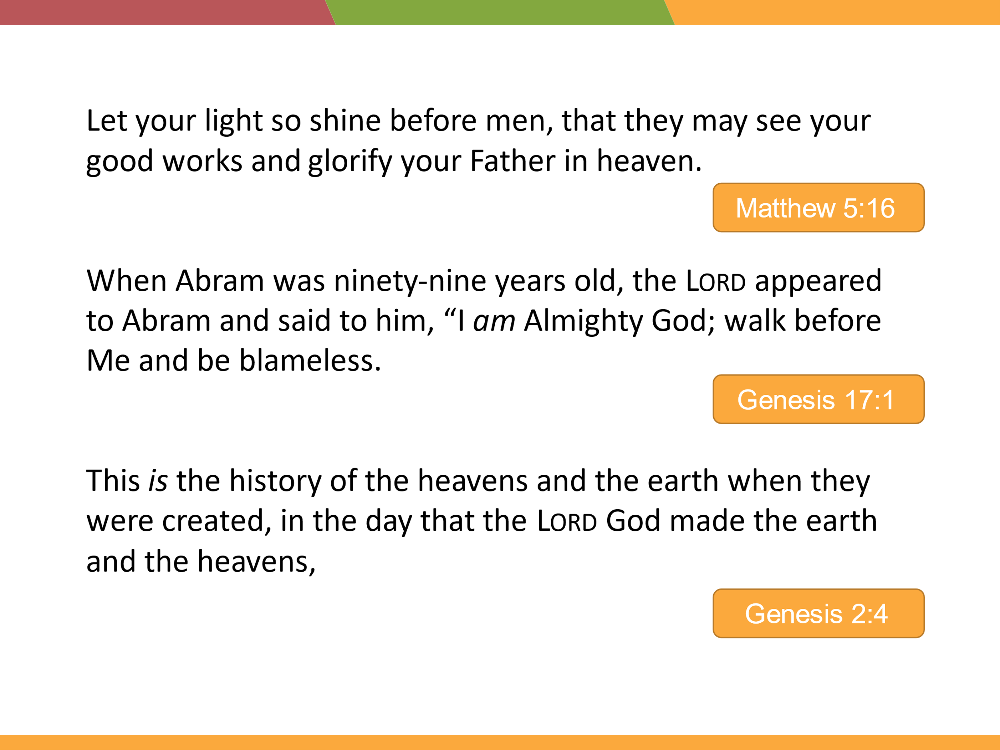 Let your light so shine before men, that they may see your
good works and glorify your Father in heaven.
Matthew 5:16
When Abram was ninety-nine years old, the LORD appeared
to Abram and said to him, “I am Almighty God; walk before
Me and be blameless.
Genesis 17:1
This is the history of the heavens and the earth when they
were created, in the day that the LORD God made the earth
and the heavens,
Genesis 2:4